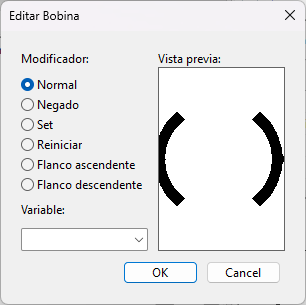 Editar Bobina
Modificador:
Normal
Negado
Set
Reiniciar
Flanco ascendente
Flanco descendente
Variable:
Vista previa:
OK
Cancel